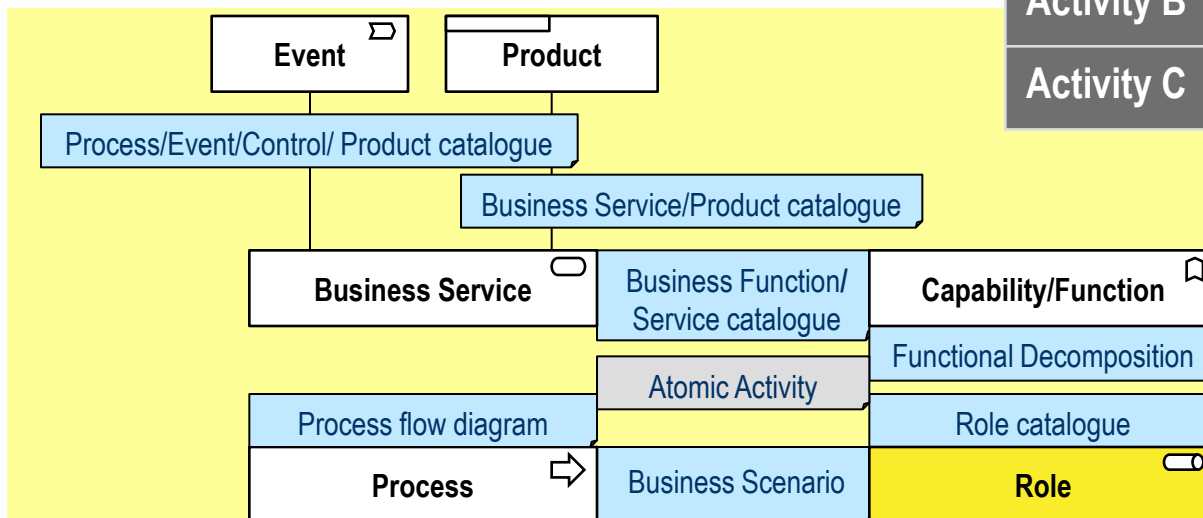 Activity B
Activity C
Event
Product
Process/Event/Control/ Product catalogue
Business Service/Product catalogue
Business Service
Business Function/
Service catalogue
Capability/Function
Functional Decomposition
Atomic Activity
Process flow diagram
Role catalogue
Process
Business Scenario
Role